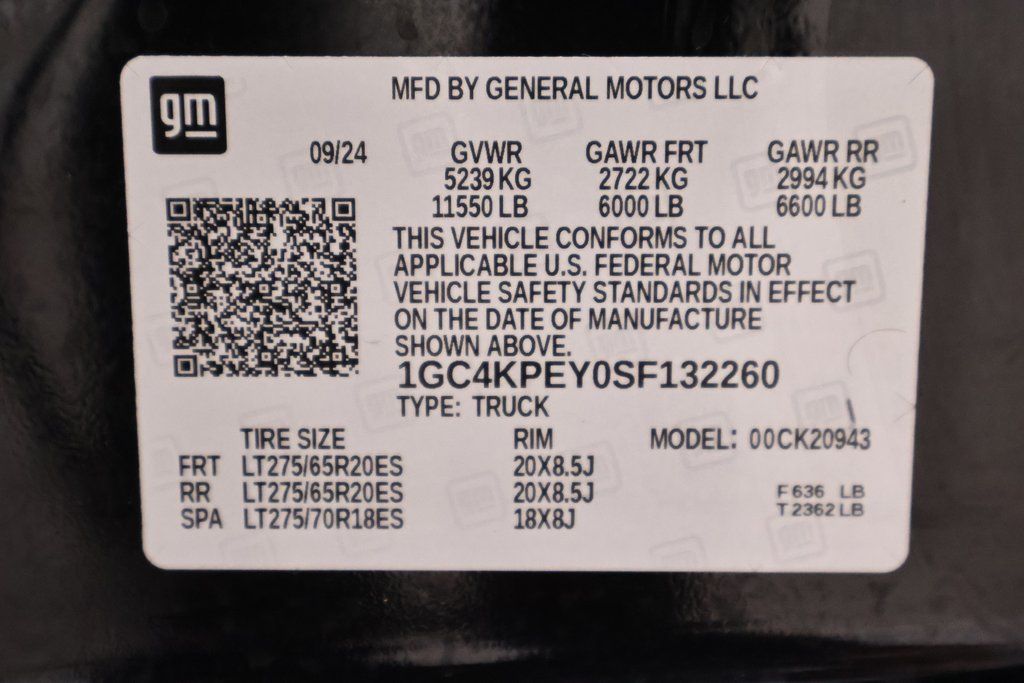 gm
MFD BY GENERAL MOTORS LLC
09/24 GVWR GAWR FRT GAWR RR
5239 KG 2722 KG 2994 KG
11550 LB 6000 LB 6600 LB
THIS VEHICLE CONFORMS TO ALL
APPLICABLE U.S. FEDERAL MOTOR
VEHICLE SAFETY STANDARDS IN EFFECT
ON THE DATE OF MANUFACTURE
SHOWN ABOVE.
1GC4KPEY0SF132260
TYPE: TRUCK
TIRE SIZE RIM MODEL: 00CK20943
FRT LT275/65R20ES 20X8.5J
RR LT275/65R20ES 20X8.5J F 636 LB
SPA LT275/70R18ES 18X8J T 2362 LB